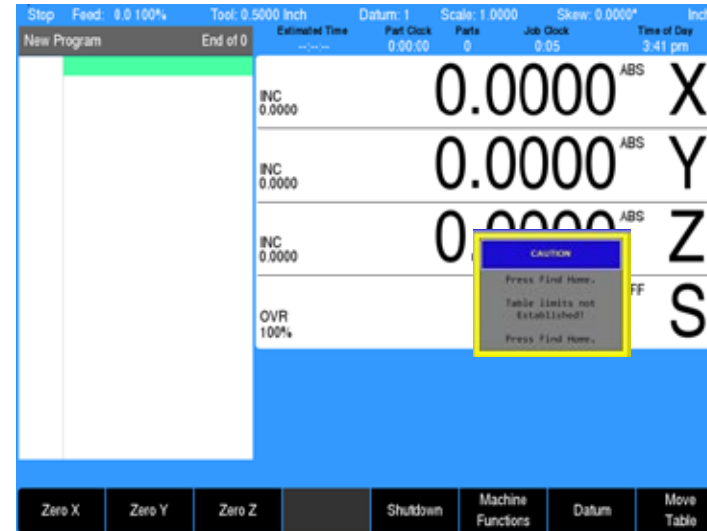 Stop Feed: 0.0 100% Tool: 0.5000 Inch Datum: 1 Scale: 1.0000 Skew: 0.0000° Incl
New Program End of 0
Estimated Time Part Clock Parts Job Clock Time of Day
--:--:-- 0:00:00 0 0:05 3:41 pm
INC 0.0000 0.0000 ABS X
INC 0.0000 0.0000 ABS Y
INC 0.0000 0.0000 ABS Z
OVR 100% FF S
CAUTION
Press Find Home.
Table limits not
Established!
Press Find Home.
Zero X Zero Y Zero Z Shutdown Machine Functions Datum Move Table